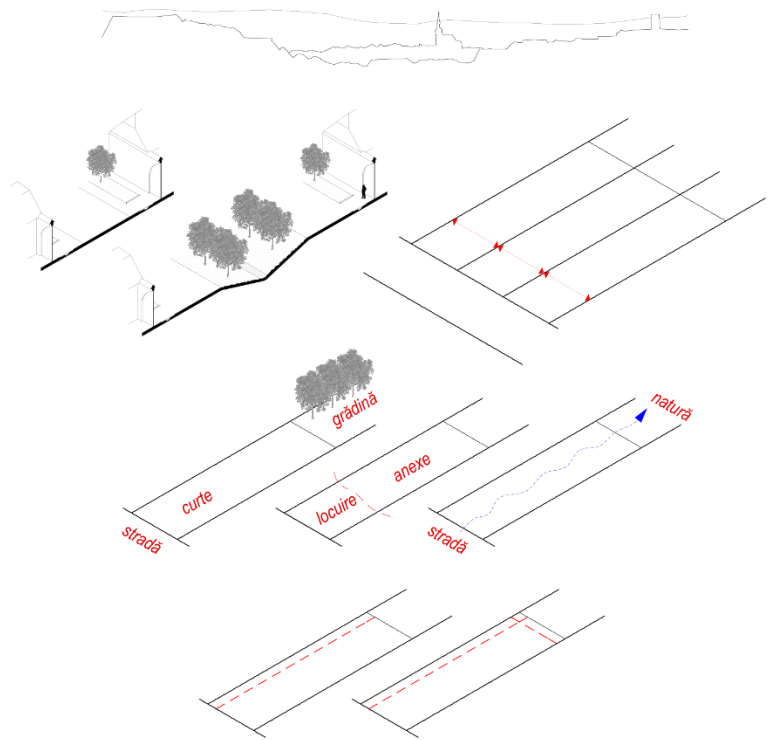 grădină
natură
anexe
curte
locuire
stradă
stradă